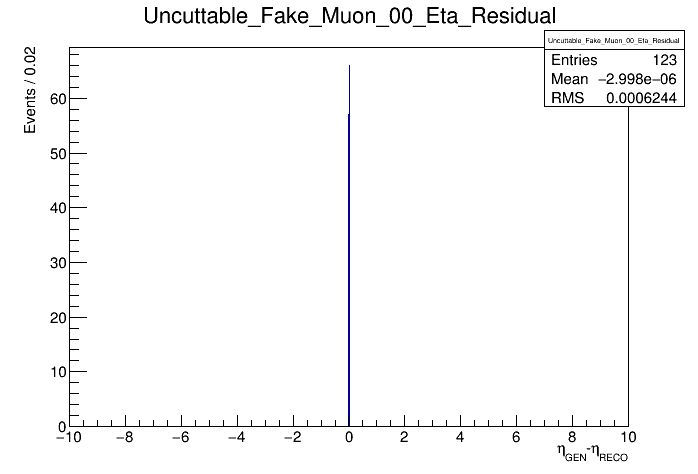 Uncuttable_Fake_Muon_00_Eta_Residual
Uncuttable_Fake_Muon_00_Eta_Residual
Entries 123
Mean −2.998e−06
RMS 0.0006244
Events / 0.02
60
50
40
30
20
10
0
−10 −8 −6 −4 −2 0 2 4 6 8 10
ηGEN-ηRECO